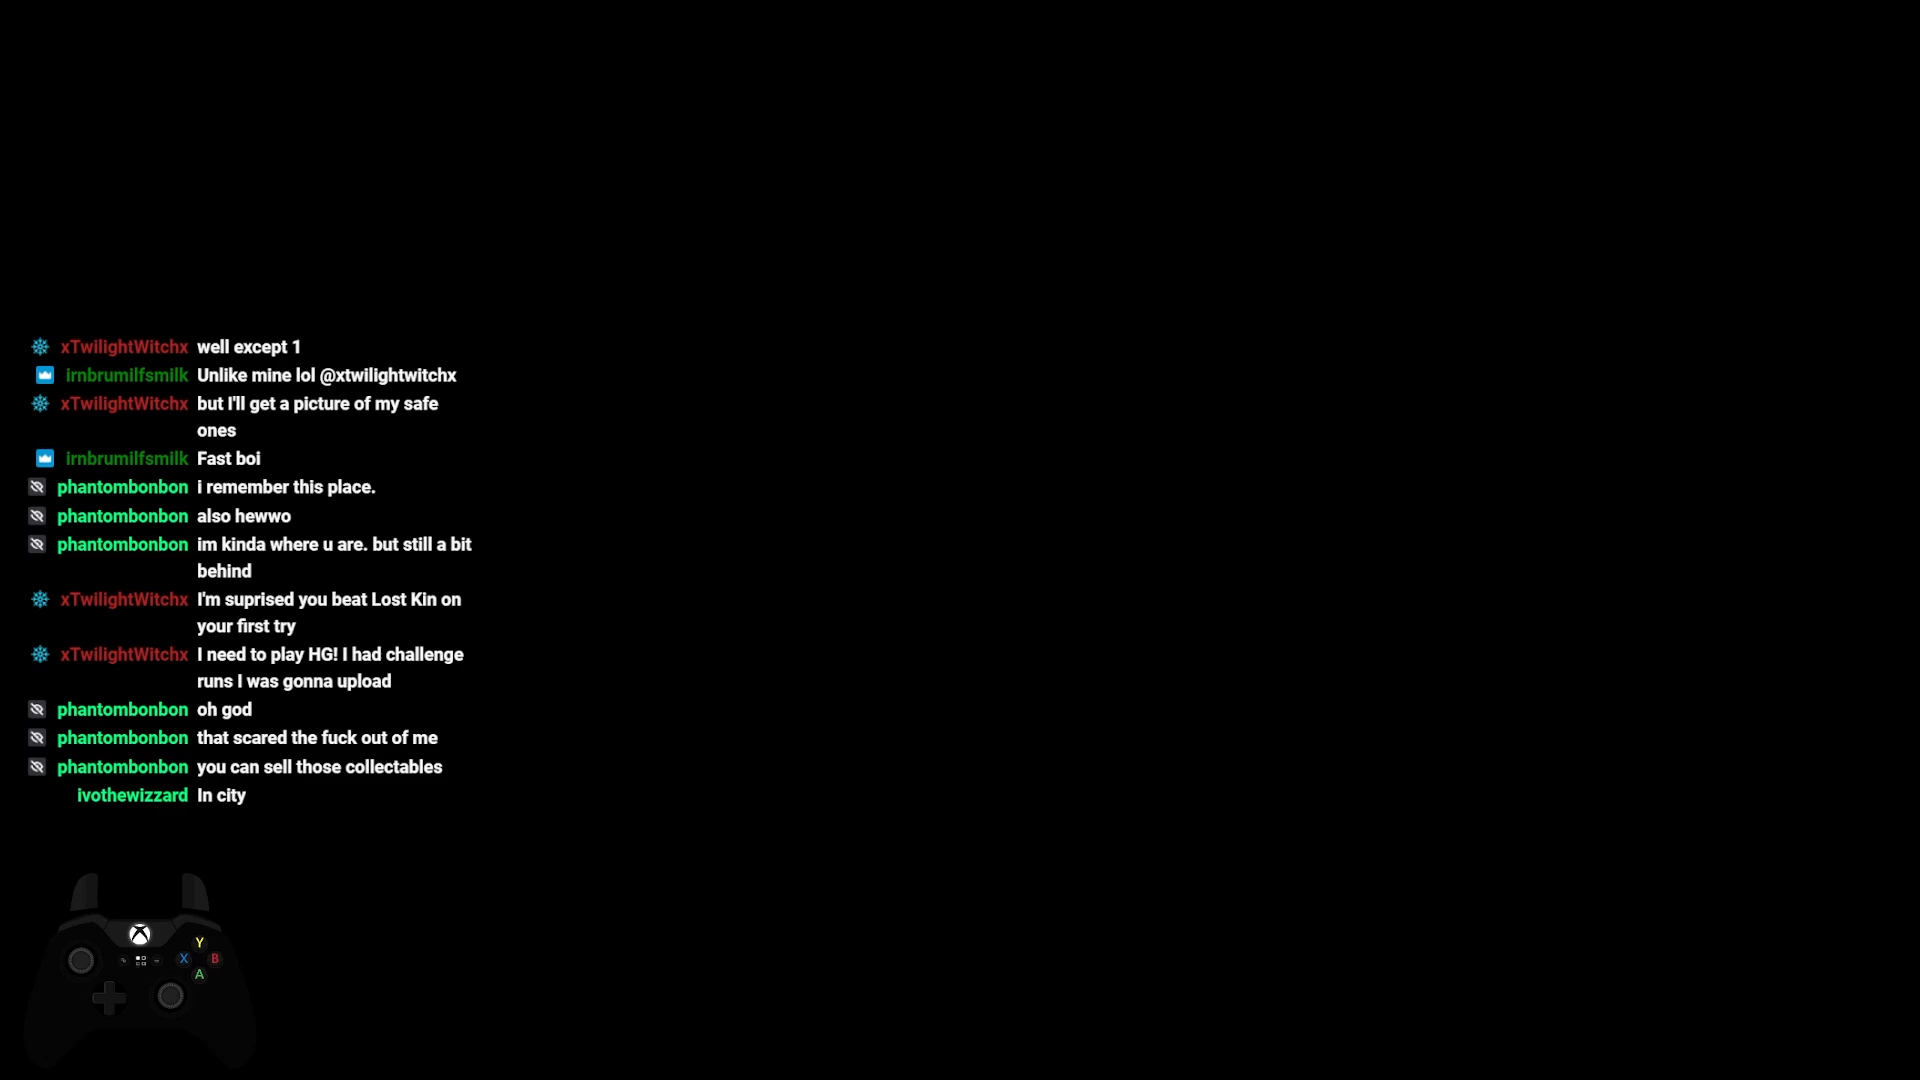 xTwilightWitchx well except 1
irnbrumilfsmilk Unlike mine lol @xtwilightwitchx
xTwilightWitchx but I'll get a picture of my safe
ones
irnbrumilfsmilk Fast boi
phantombonbon i remember this place.
phantombonbon also hewwo
phantombonbon im kinda where u are. but still a bit
behind
xTwilightWitchx I'm suprised you beat Lost Kin on
your first try
xTwilightWitchx I need to play HG! I had challenge
runs I was gonna upload
phantombonbon oh god
phantombonbon that scared the fuck out of me
phantombonbon you can sell those collectables
ivothewizzard In city
Y
X B
A